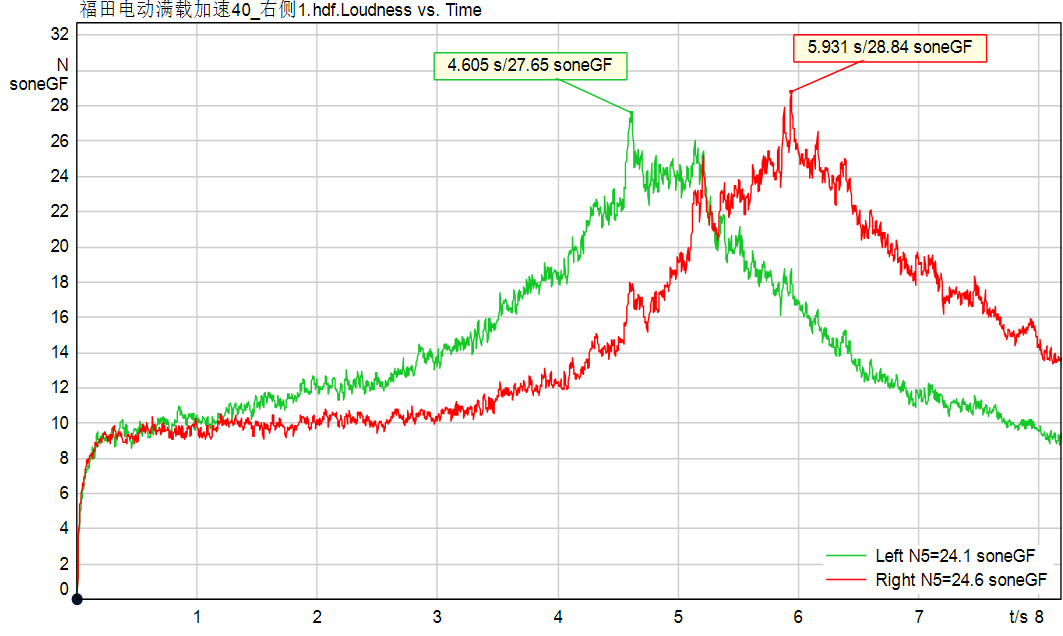 福田电动满载加速40_右侧1.hdf.Loudness vs. Time
32
N
soneGF
28
26
24
22
20
18
16
14
12
10
8
6
4
2
0
4.605 s/27.65 soneGF
5.931 s/28.84 soneGF
Left N5=24.1 soneGF
Right N5=24.6 soneGF
1 2 3 4 5 6 7 t/s 8